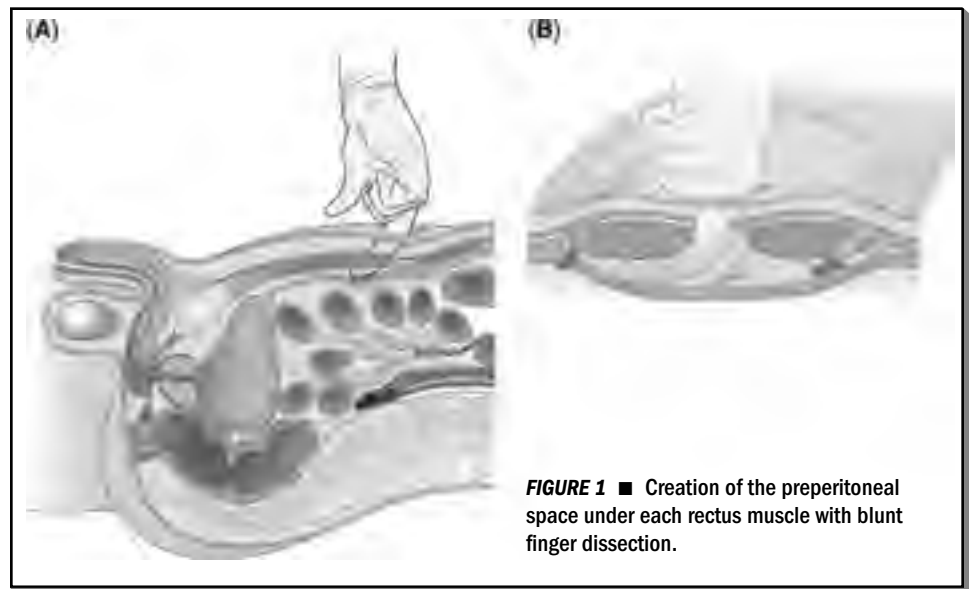 (A)
(B)
FIGURE 1 ■ Creation of the preperitoneal
space under each rectus muscle with blunt
finger dissection.